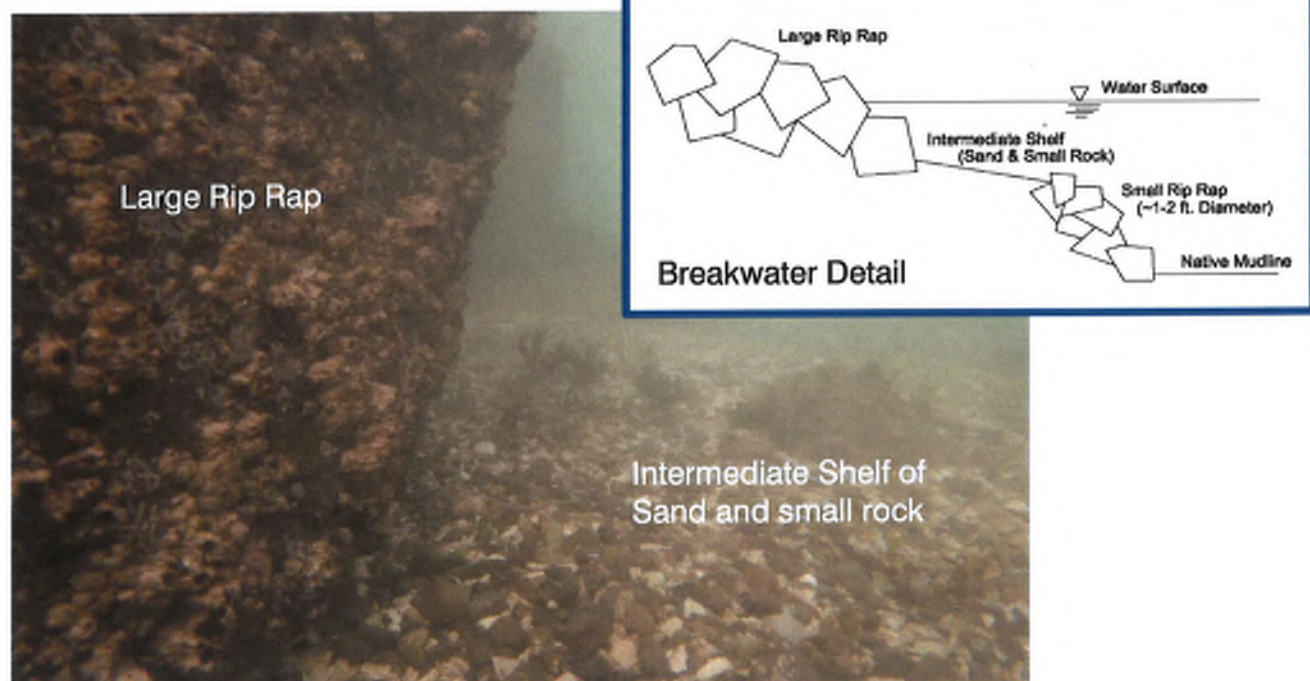 Large Rip Rap
Water Surface
Intermediate Shelf
(Sand & Small Rock)
Small Rip Rap
(~1-2 ft. Diameter)
Native Mudline
Breakwater Detail
Large Rip Rap
Intermediate Shelf of
Sand and small rock